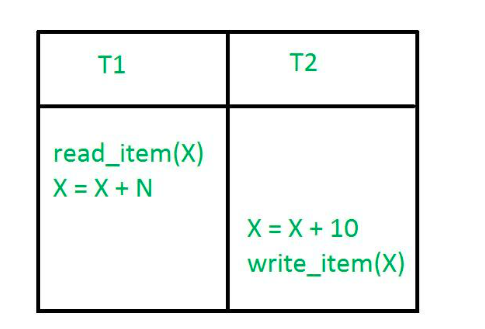 T1
T2
read_item(X)
X = X + N
X = X + 10
write_item(X)